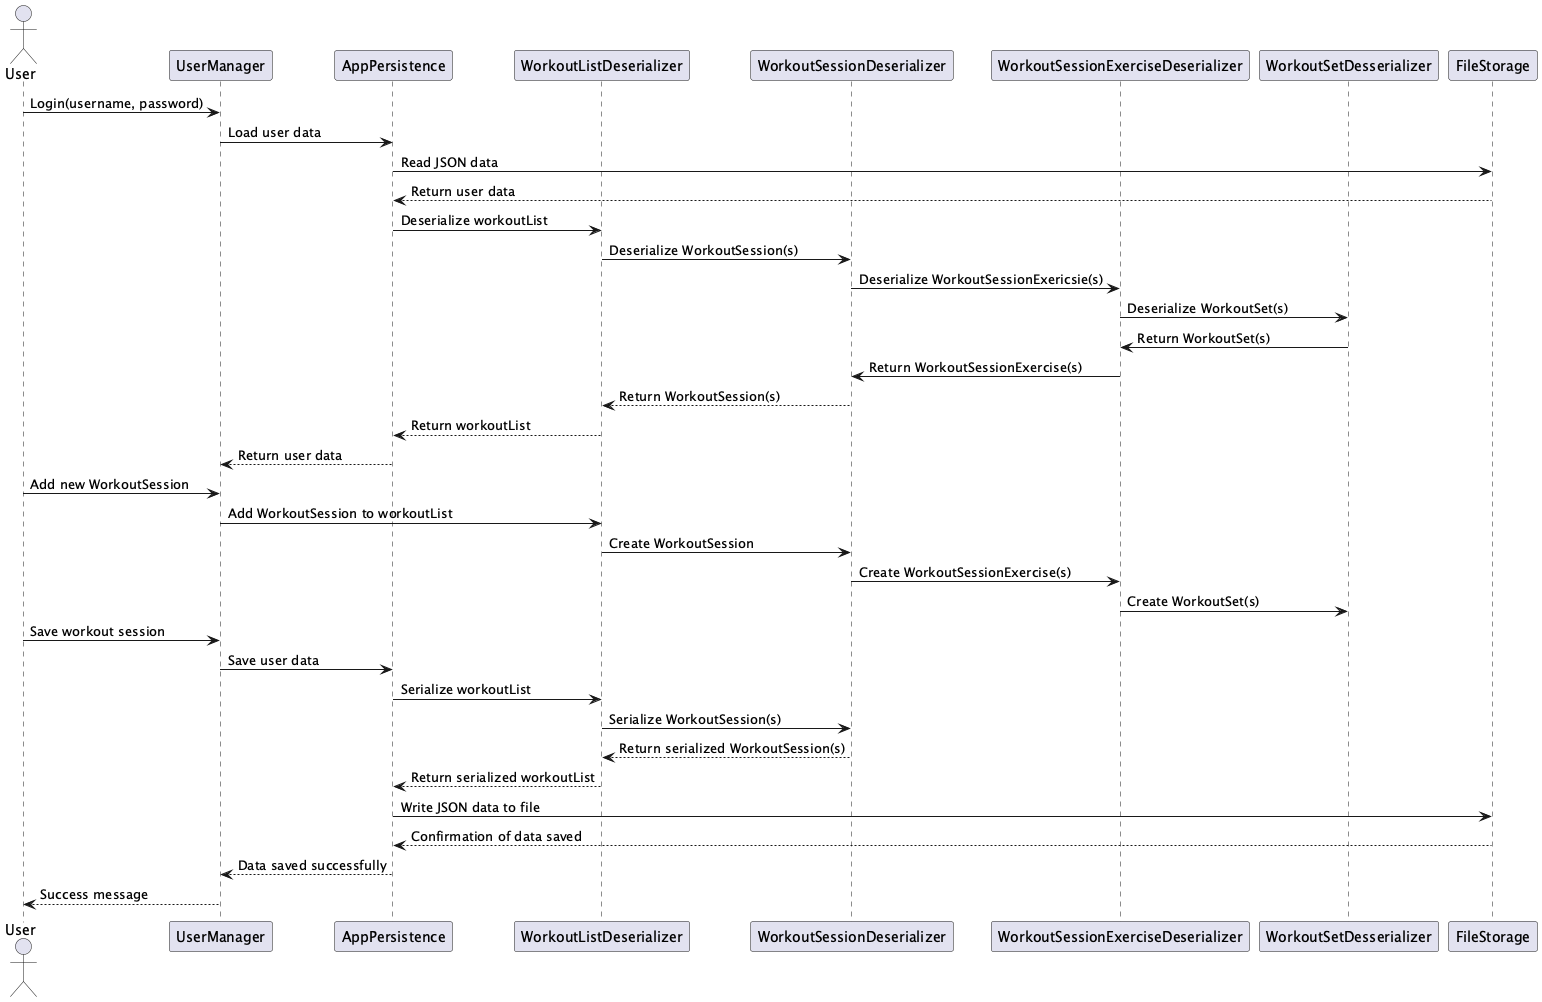 User
UserManager
AppPersistence
WorkoutListDeserializer
WorkoutSessionDeserializer
WorkoutSessionExerciseDeserializer
WorkoutSetDesserializer
FileStorage
Login(username, password)
Load user data
Read JSON data
Return user data
Deserialize workoutList
Deserialize WorkoutSession(s)
Deserialize WorkoutSessionExericsie(s)
Deserialize WorkoutSet(s)
Return WorkoutSet(s)
Return WorkoutSessionExercise(s)
Return WorkoutSession(s)
Return workoutList
Return user data
Add new WorkoutSession
Add WorkoutSession to workoutList
Create WorkoutSession
Create WorkoutSessionExercise(s)
Create WorkoutSet(s)
Save workout session
Save user data
Serialize workoutList
Serialize WorkoutSession(s)
Return serialized WorkoutSession(s)
Return serialized workoutList
Write JSON data to file
Confirmation of data saved
Data saved successfully
Success message
User
UserManager
AppPersistence
WorkoutListDeserializer
WorkoutSessionDeserializer
WorkoutSessionExerciseDeserializer
WorkoutSetDesserializer
FileStorage